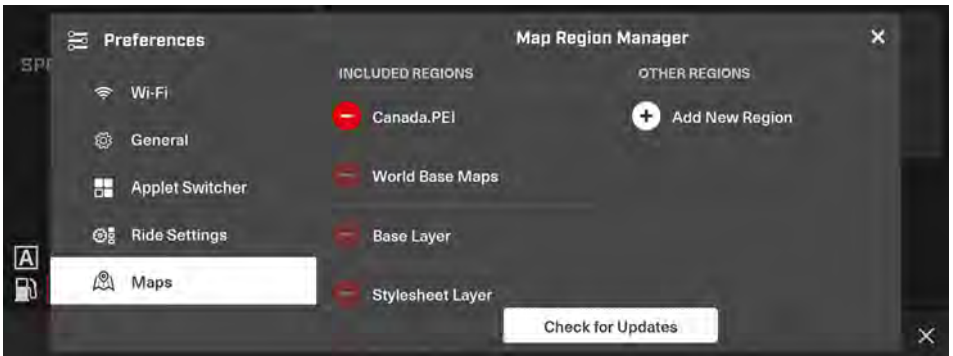 Preferences
Wi-Fi
General
Applet Switcher
Ride Settings
Maps
Map Region Manager
INCLUDED REGIONS
Canada.PEI
World Base Maps
Base Layer
Stylesheet Layer
OTHER REGIONS
Add New Region
Check for Updates
SPE
A